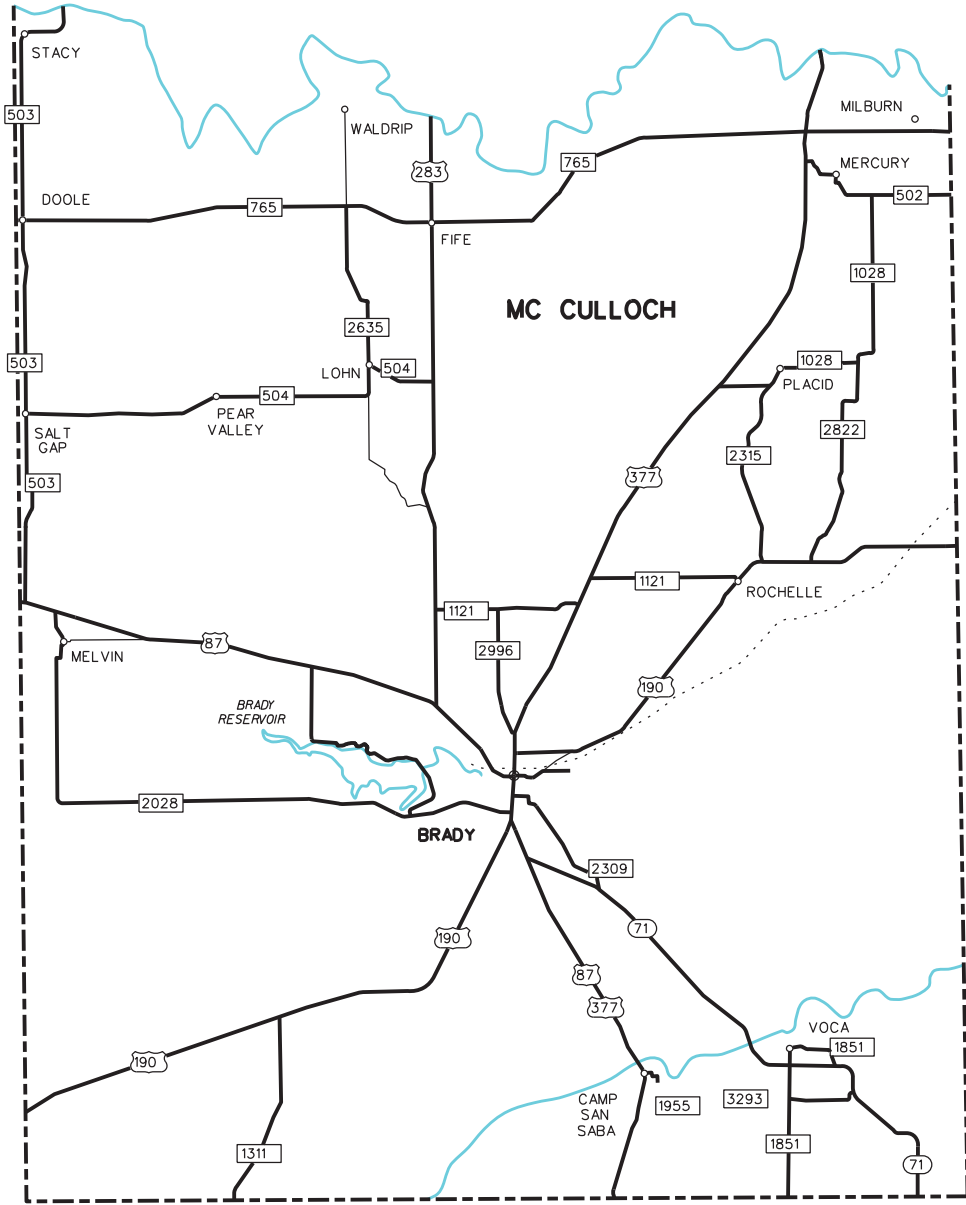 STACY
503
WALDRIP
MILBURN
MERCURY
765
283
502
DOOLE
765
FIFE
1028
MC CULLOCH
2635
503
LOHN
504
1028
PLACID
504
PEAR
VALLEY
SALT
GAP
2822
2315
503
377
1121
ROCHELLE
1121
87
2996
MELVIN
190
BRADY
RESERVOIR
2028
BRADY
2309
71
190
87
377
VOCA
1851
190
CAMP
SAN
SABA
1955
3293
1311
1851
71